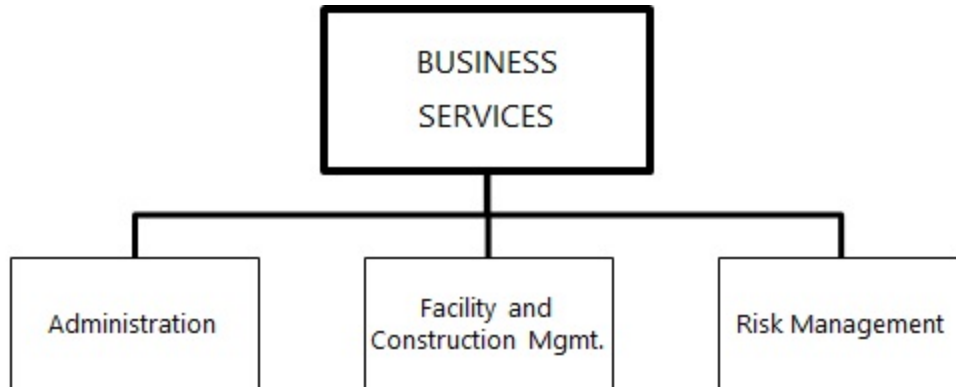 BUSINESS
SERVICES
Administration
Facility and
Construction Mgmt.
Risk Management